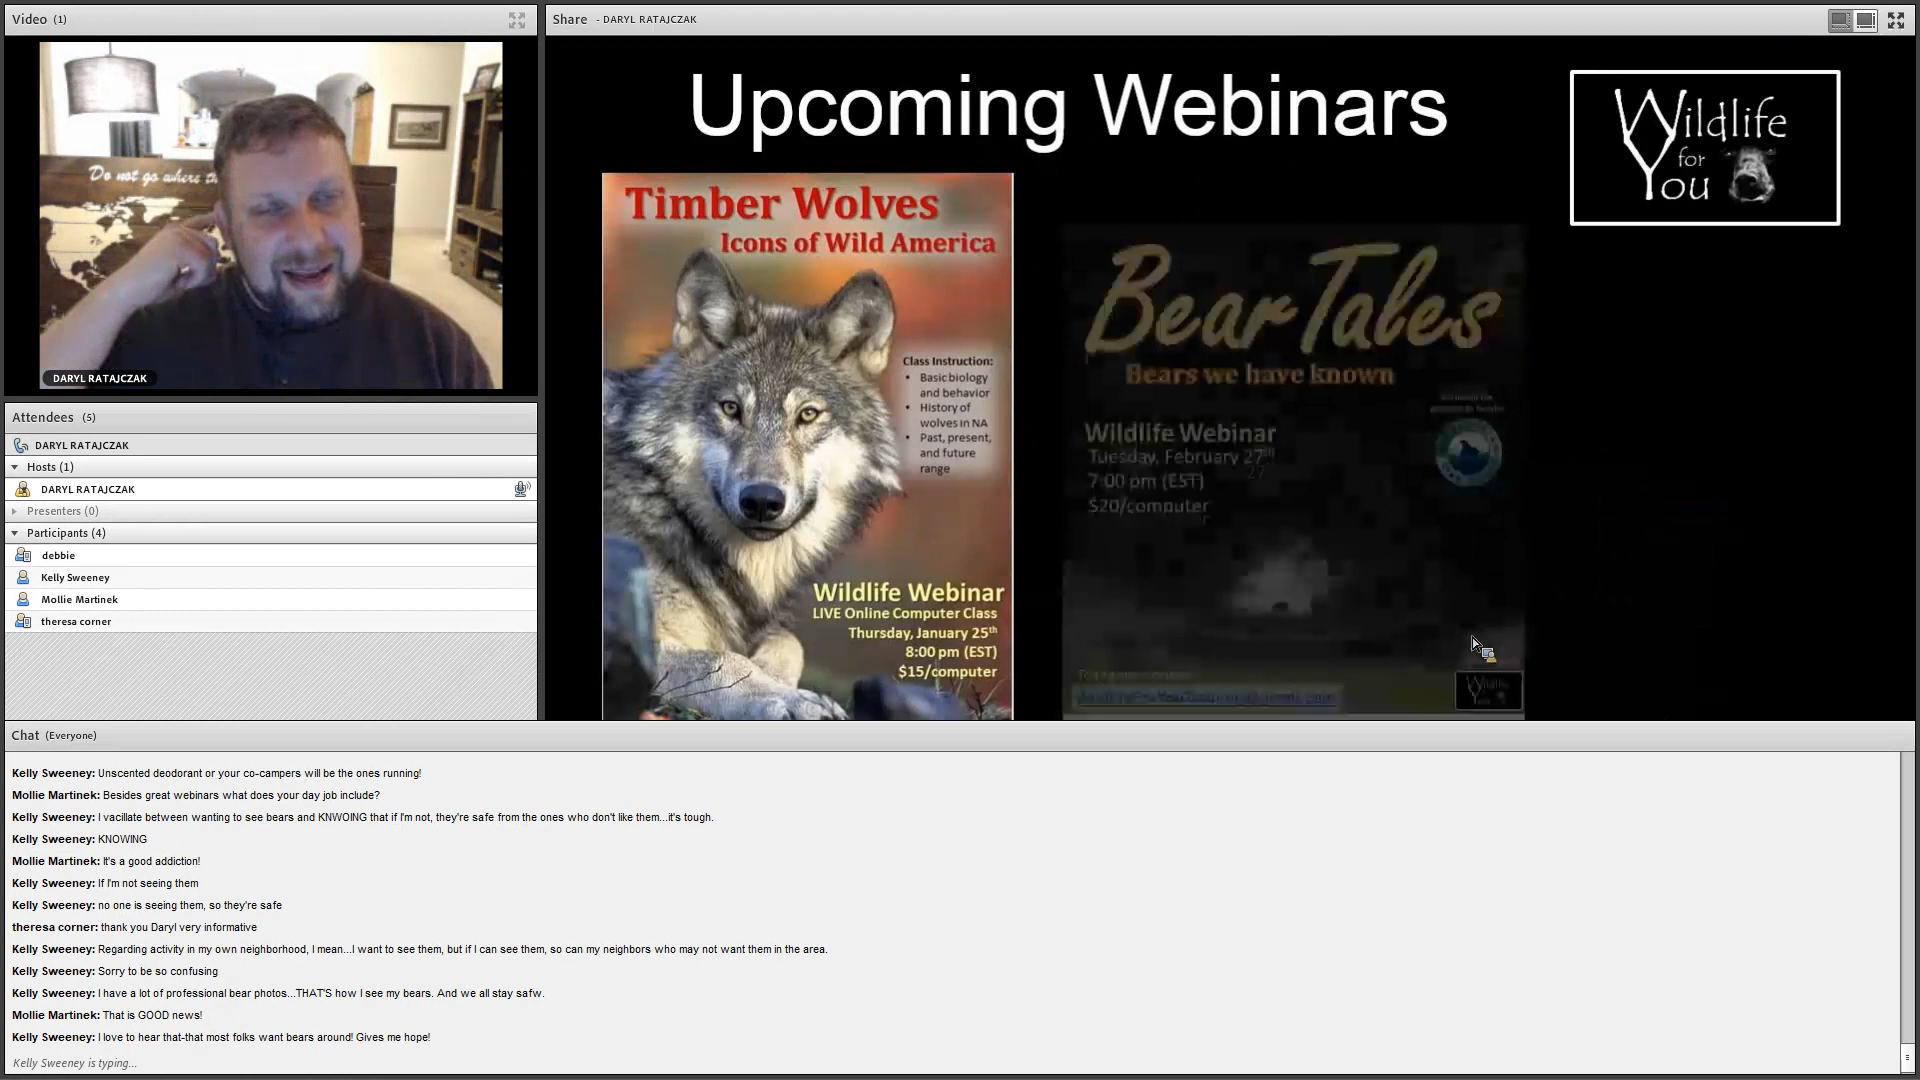 Video (1)
DARYL RATAJCZAK
Do not go where th
Attendees (5)
DARYL RATAJCZAK
Hosts (1)
DARYL RATAJCZAK
Presenters (0)
Participants (4)
debbie
Kelly Sweeney
Mollie Martinek
theresa corner
Share - DARYL RATAJCZAK
Upcoming Webinars
Wildlife
for
You
Timber Wolves
Icons of Wild America
Class Instruction:
• Basic biology
and behavior
• History of
wolves in NA
• Past, present,
and future
range
Wildlife Webinar
LIVE Online Computer Class
Thursday, January 25th
8:00 pm (EST)
$15/computer
Bear Tales
Bears we have known
Wildlife Webinar
Tuesday, February 27th
7:00 pm (EST)
$20/computer
Chat (Everyone)
Kelly Sweeney: Unscented deodorant or your co-campers will be the ones running!
Mollie Martinek: Besides great webinars what does your day job include?
Kelly Sweeney: I vacillate between wanting to see bears and KNWOING that if I'm not, they're safe from the ones who don't like them...it's tough.
Kelly Sweeney: KNOWING
Mollie Martinek: It's a good addiction!
Kelly Sweeney: If I'm not seeing them
Kelly Sweeney: no one is seeing them, so they're safe
theresa corner: thank you Daryl very informative
Kelly Sweeney: Regarding activity in my own neighborhood, I mean...I want to see them, but if I can see them, so can my neighbors who may not want them in the area.
Kelly Sweeney: Sorry to be so confusing
Kelly Sweeney: I have a lot of professional bear photos...THAT'S how I see my bears. And we all stay safw.
Mollie Martinek: That is GOOD news!
Kelly Sweeney: I love to hear that-that most folks want bears around! Gives me hope!
Kelly Sweeney is typing...